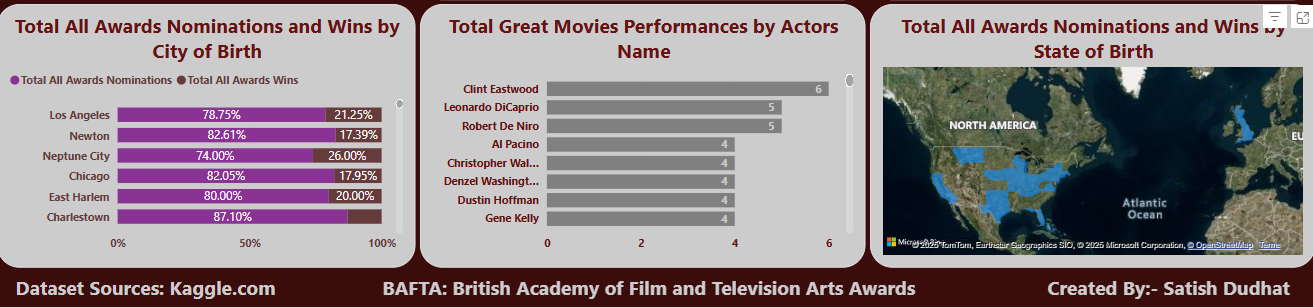 Total All Awards Nominations and Wins by
City of Birth
Total All Awards Nominations Total All Awards Wins
Los Angeles 78.75% 21.25%
Newton 82.61% 17.39%
Neptune City 74.00% 26.00%
Chicago 82.05% 17.95%
East Harlem 80.00% 20.00%
Charlestown 87.10%
0% 50% 100%
Total Great Movies Performances by Actors
Name
Clint Eastwood 6
Leonardo DiCaprio 5
Robert De Niro 5
Al Pacino 4
Christopher Wal... 4
Denzel Washingt... 4
Dustin Hoffman 4
Gene Kelly 4
0 2 4 6
Total All Awards Nominations and Wins by
State of Birth
NORTH AMERICA
EU
Atlantic
Ocean
Microsoft
© 2025 TomTom, Earthstar Geographics SIO, © 2025 Microsoft Corporation, © OpenStreetMap Terms
Dataset Sources: Kaggle.com
BAFTA: British Academy of Film and Television Arts Awards
Created By:- Satish Dudhat